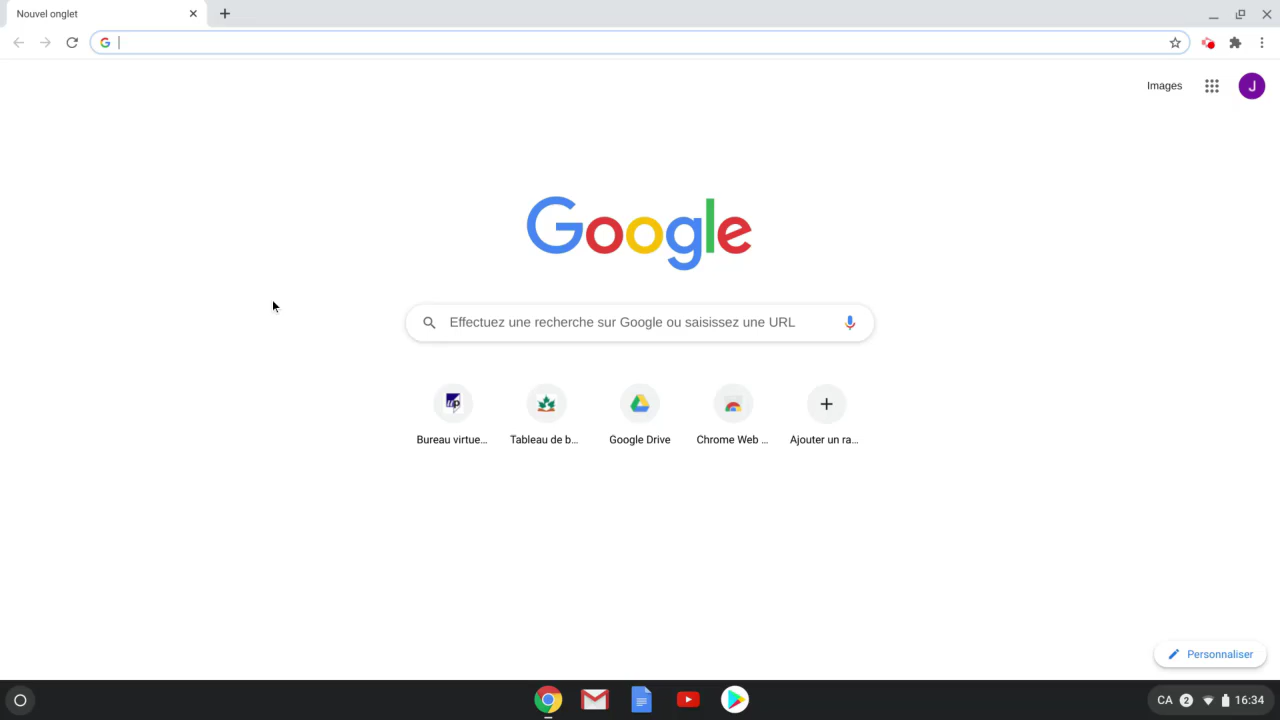 Nouvel onglet
Images
J
Google
Effectuez une recherche sur Google ou saisissez une URL
Bureau virtue...
Tableau de b...
Google Drive
Chrome Web ...
Ajouter un ra...
Personnaliser
CA 2 16:34